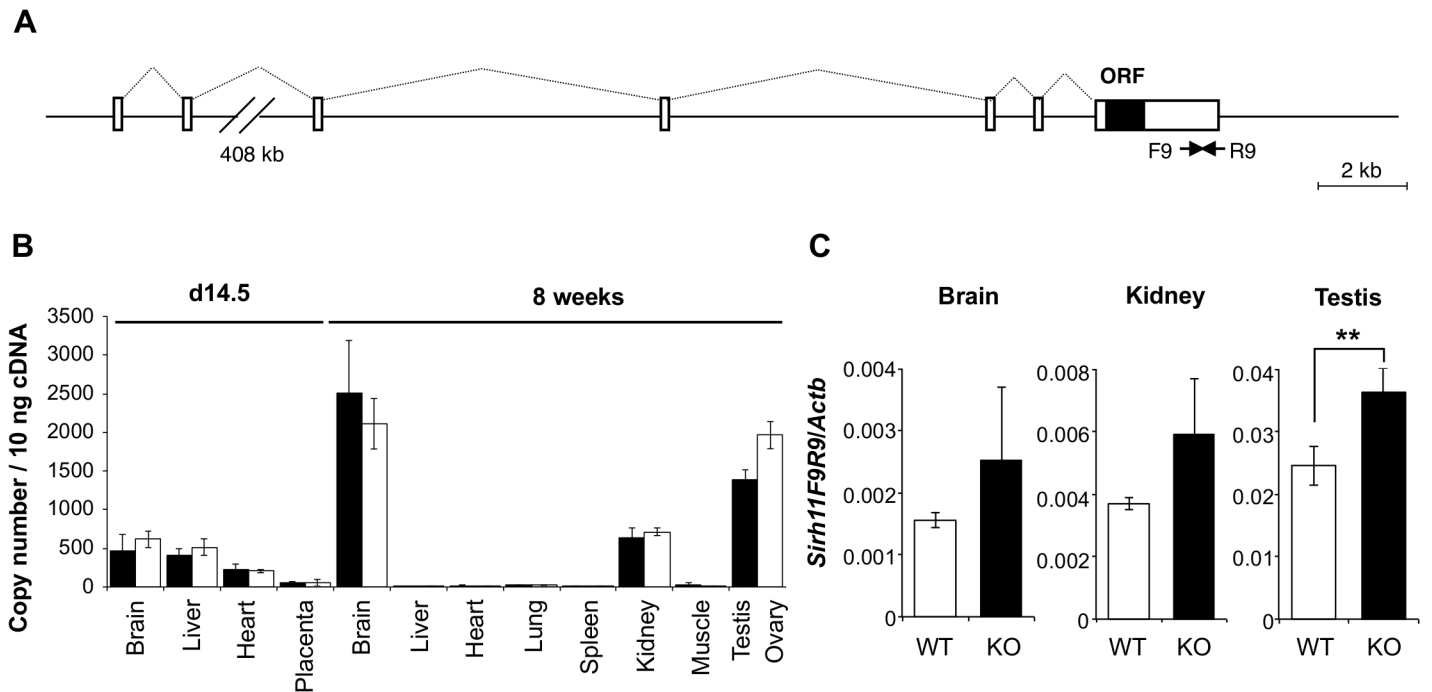 A
ORF
408 kb
F9
R9
2 kb
B
d14.5
8 weeks
Copy number / 10 ng cDNA
3500
3000
2500
2000
1500
1000
500
0
Brain
Liver
Heart
Placenta
Brain
Liver
Heart
Lung
Spleen
Kidney
Muscle
Testis
Ovary
C
Brain
Kidney
Testis
**
Sirh11F9R9/Actb
0.004
0.003
0.002
0.001
0
WT
KO
0.008
0.006
0.004
0.002
0
WT
KO
0.04
0.03
0.02
0.01
0
WT
KO